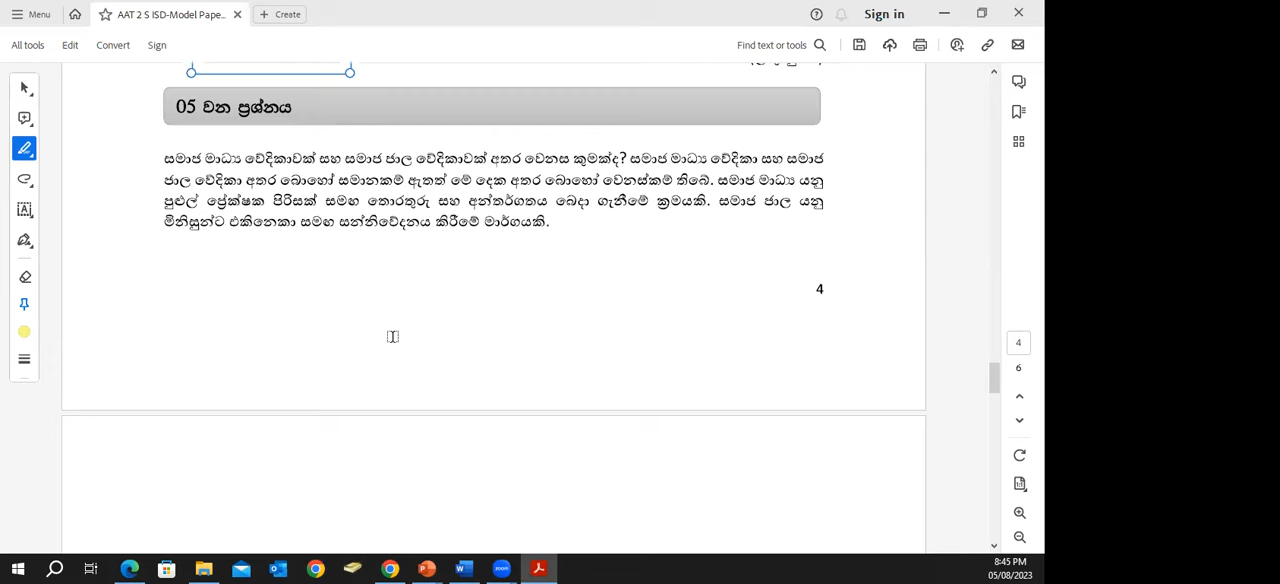 Menu
AAT 2 S ISD-Model Pape...
Create
Sign in
All tools
Edit
Convert
Sign
Find text or tools
05 වන ප්‍රශ්නය
සමාජ මාධ්‍ය වේදිකාවක් සහ සමාජ ජාල වේදිකාවක් අතර වෙනස කුමක්ද? සමාජ මාධ්‍ය වේදිකා සහ සමාජ
ජාල වේදිකා අතර බොහෝ සමානකම් ඇතත් මේ දෙක අතර බොහෝ වෙනස්කම් තිබේ. සමාජ මාධ්‍ය යනු
පුළුල් ප්‍රේක්ෂක පිරිසක් සමඟ තොරතුරු සහ අන්තර්ගතය බෙදා ගැනීමේ ක්‍රමයකි. සමාජ ජාල යනු
මිනිසුන්ට එකිනෙකා සමඟ සන්නිවේදනය කිරීමේ මාර්ගයකි.
4
4
6
8:45 PM
05/08/2023